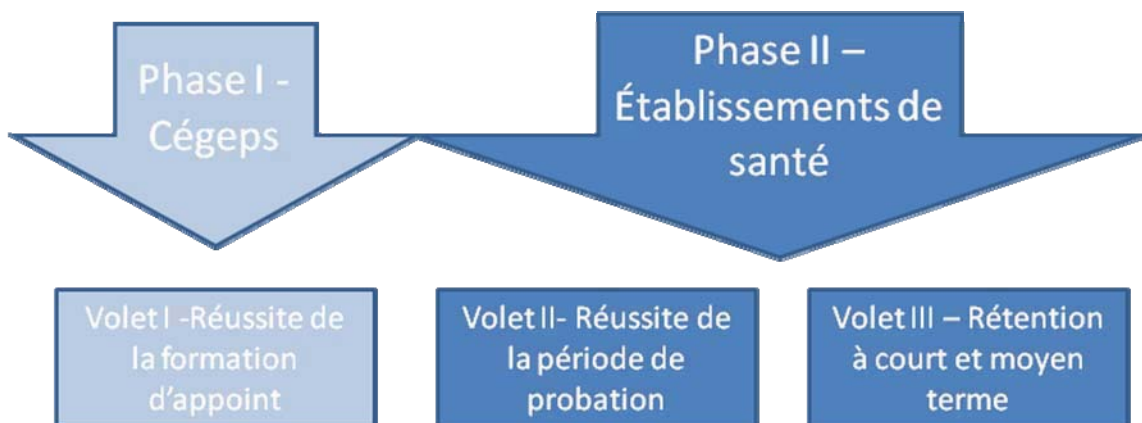 Phase I -
Cégeps
Phase II –
Établissements de
santé
Volet I -Réussite de
la formation
d'appoint
Volet II- Réussite de
la période de
probation
Volet III – Rétention
à court et moyen
terme